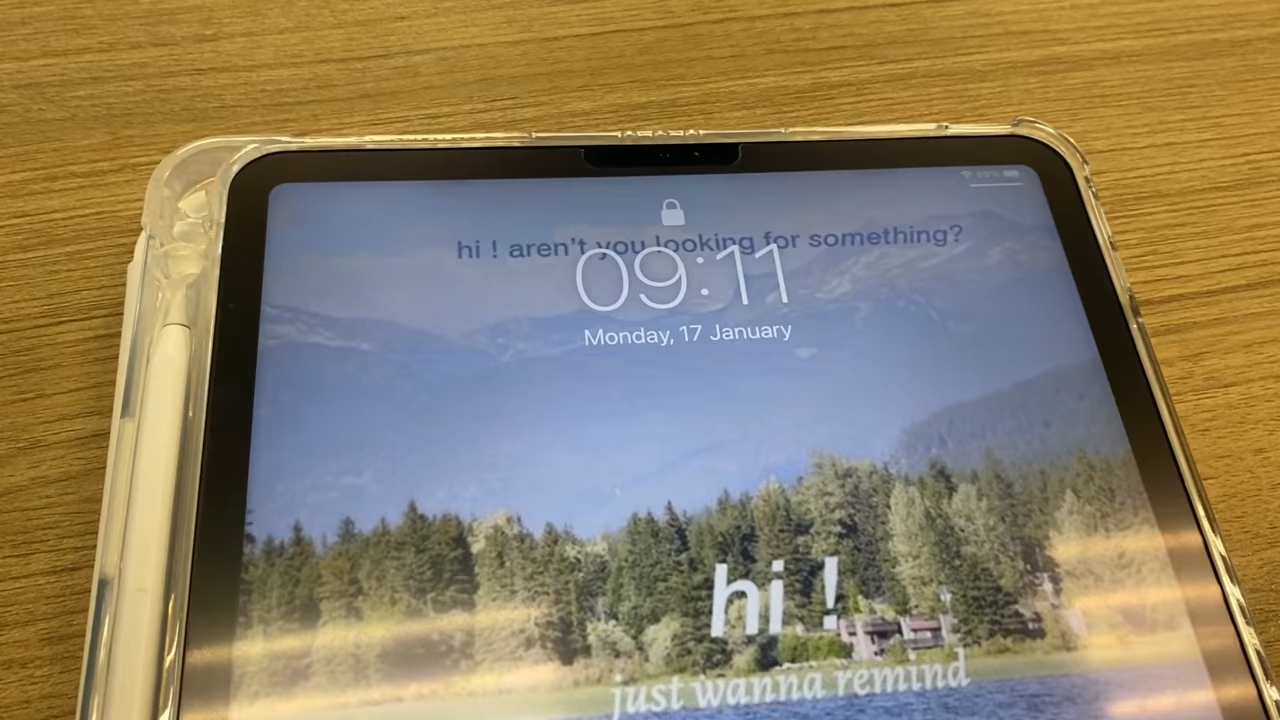 hi ! aren't you looking for something?
09:11
Monday, 17 January
hi !
just wanna remind